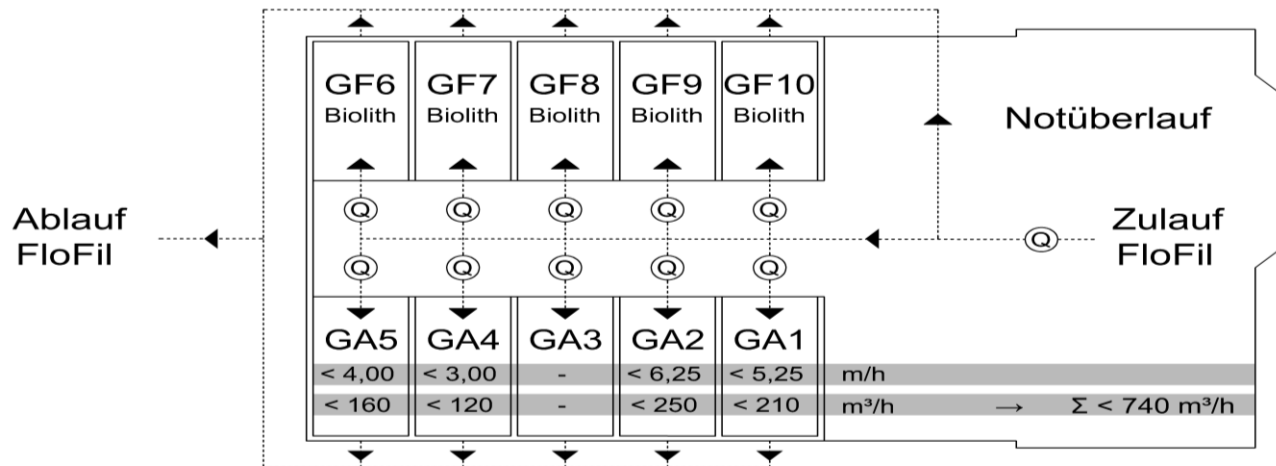 GF6 GF7 GF8 GF9 GF10
Biolith Biolith Biolith Biolith Biolith
Notüberlauf
Q Q Q Q Q
Ablauf
FloFil
Q
Zulauf
FloFil
Q Q Q Q Q
GA5 GA4 GA3 GA2 GA1
< 4,00 < 3,00 - < 6,25 < 5,25 m/h
< 160 < 120 - < 250 < 210 m³/h → Σ < 740 m³/h